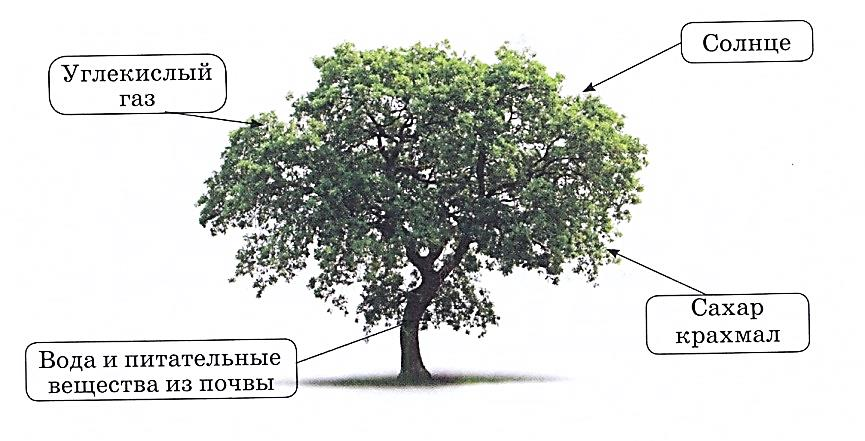 Солнце
Углекислый
газ
Сахар
крахмал
Вода и питательные
вещества из почвы